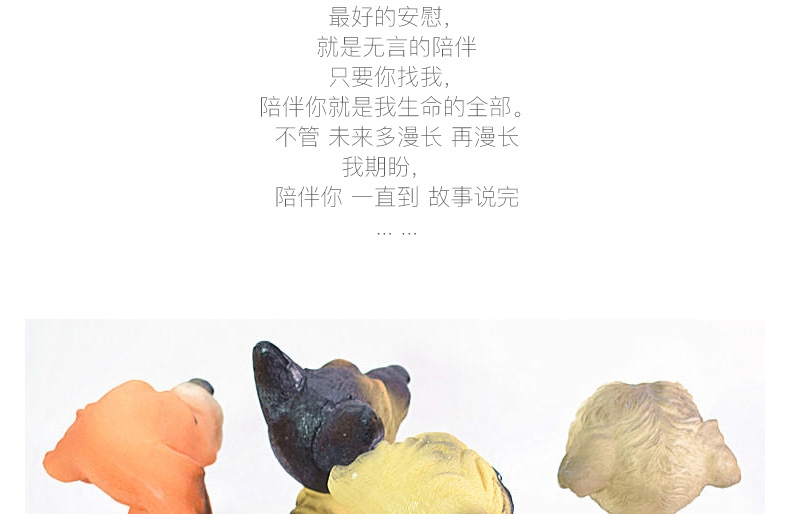 最好的安慰，
就是无言的陪伴
只要你找我，
陪伴你就是我生命的全部。
不管 未来多漫长 再漫长
我期盼，
陪伴你 一直到 故事说完
… …